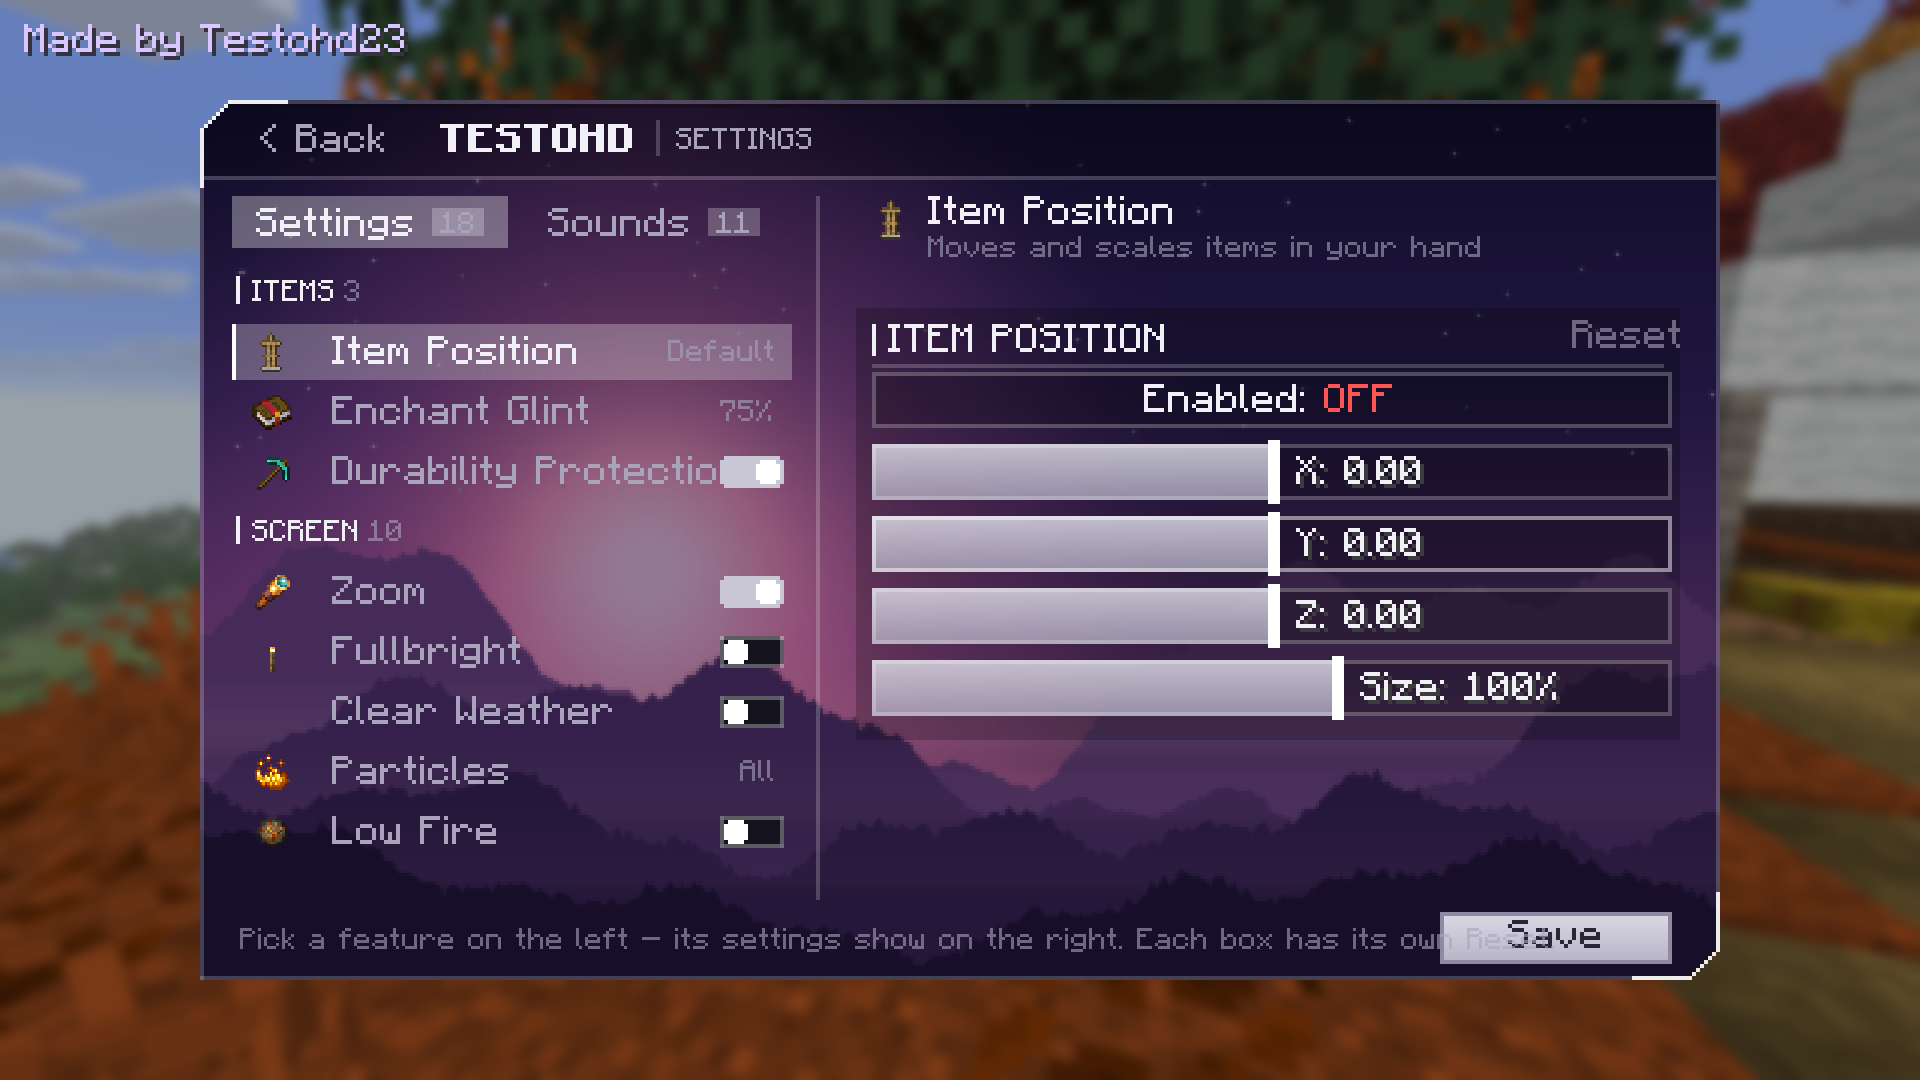 Made by Testohd23
< Back TESTOHD | SETTINGS
Settings 18 Sounds 11
ITEMS 3
Item Position Default
Enchant Glint 75%
Durability Protectio
SCREEN 10
Zoom
Fullbright
Clear Weather
Particles All
Low Fire
Item Position
Moves and scales items in your hand
ITEM POSITION Reset
Enabled: OFF
X: 0.00
Y: 0.00
Z: 0.00
Size: 100%
Pick a feature on the left — its settings show on the right. Each box has its own
Save